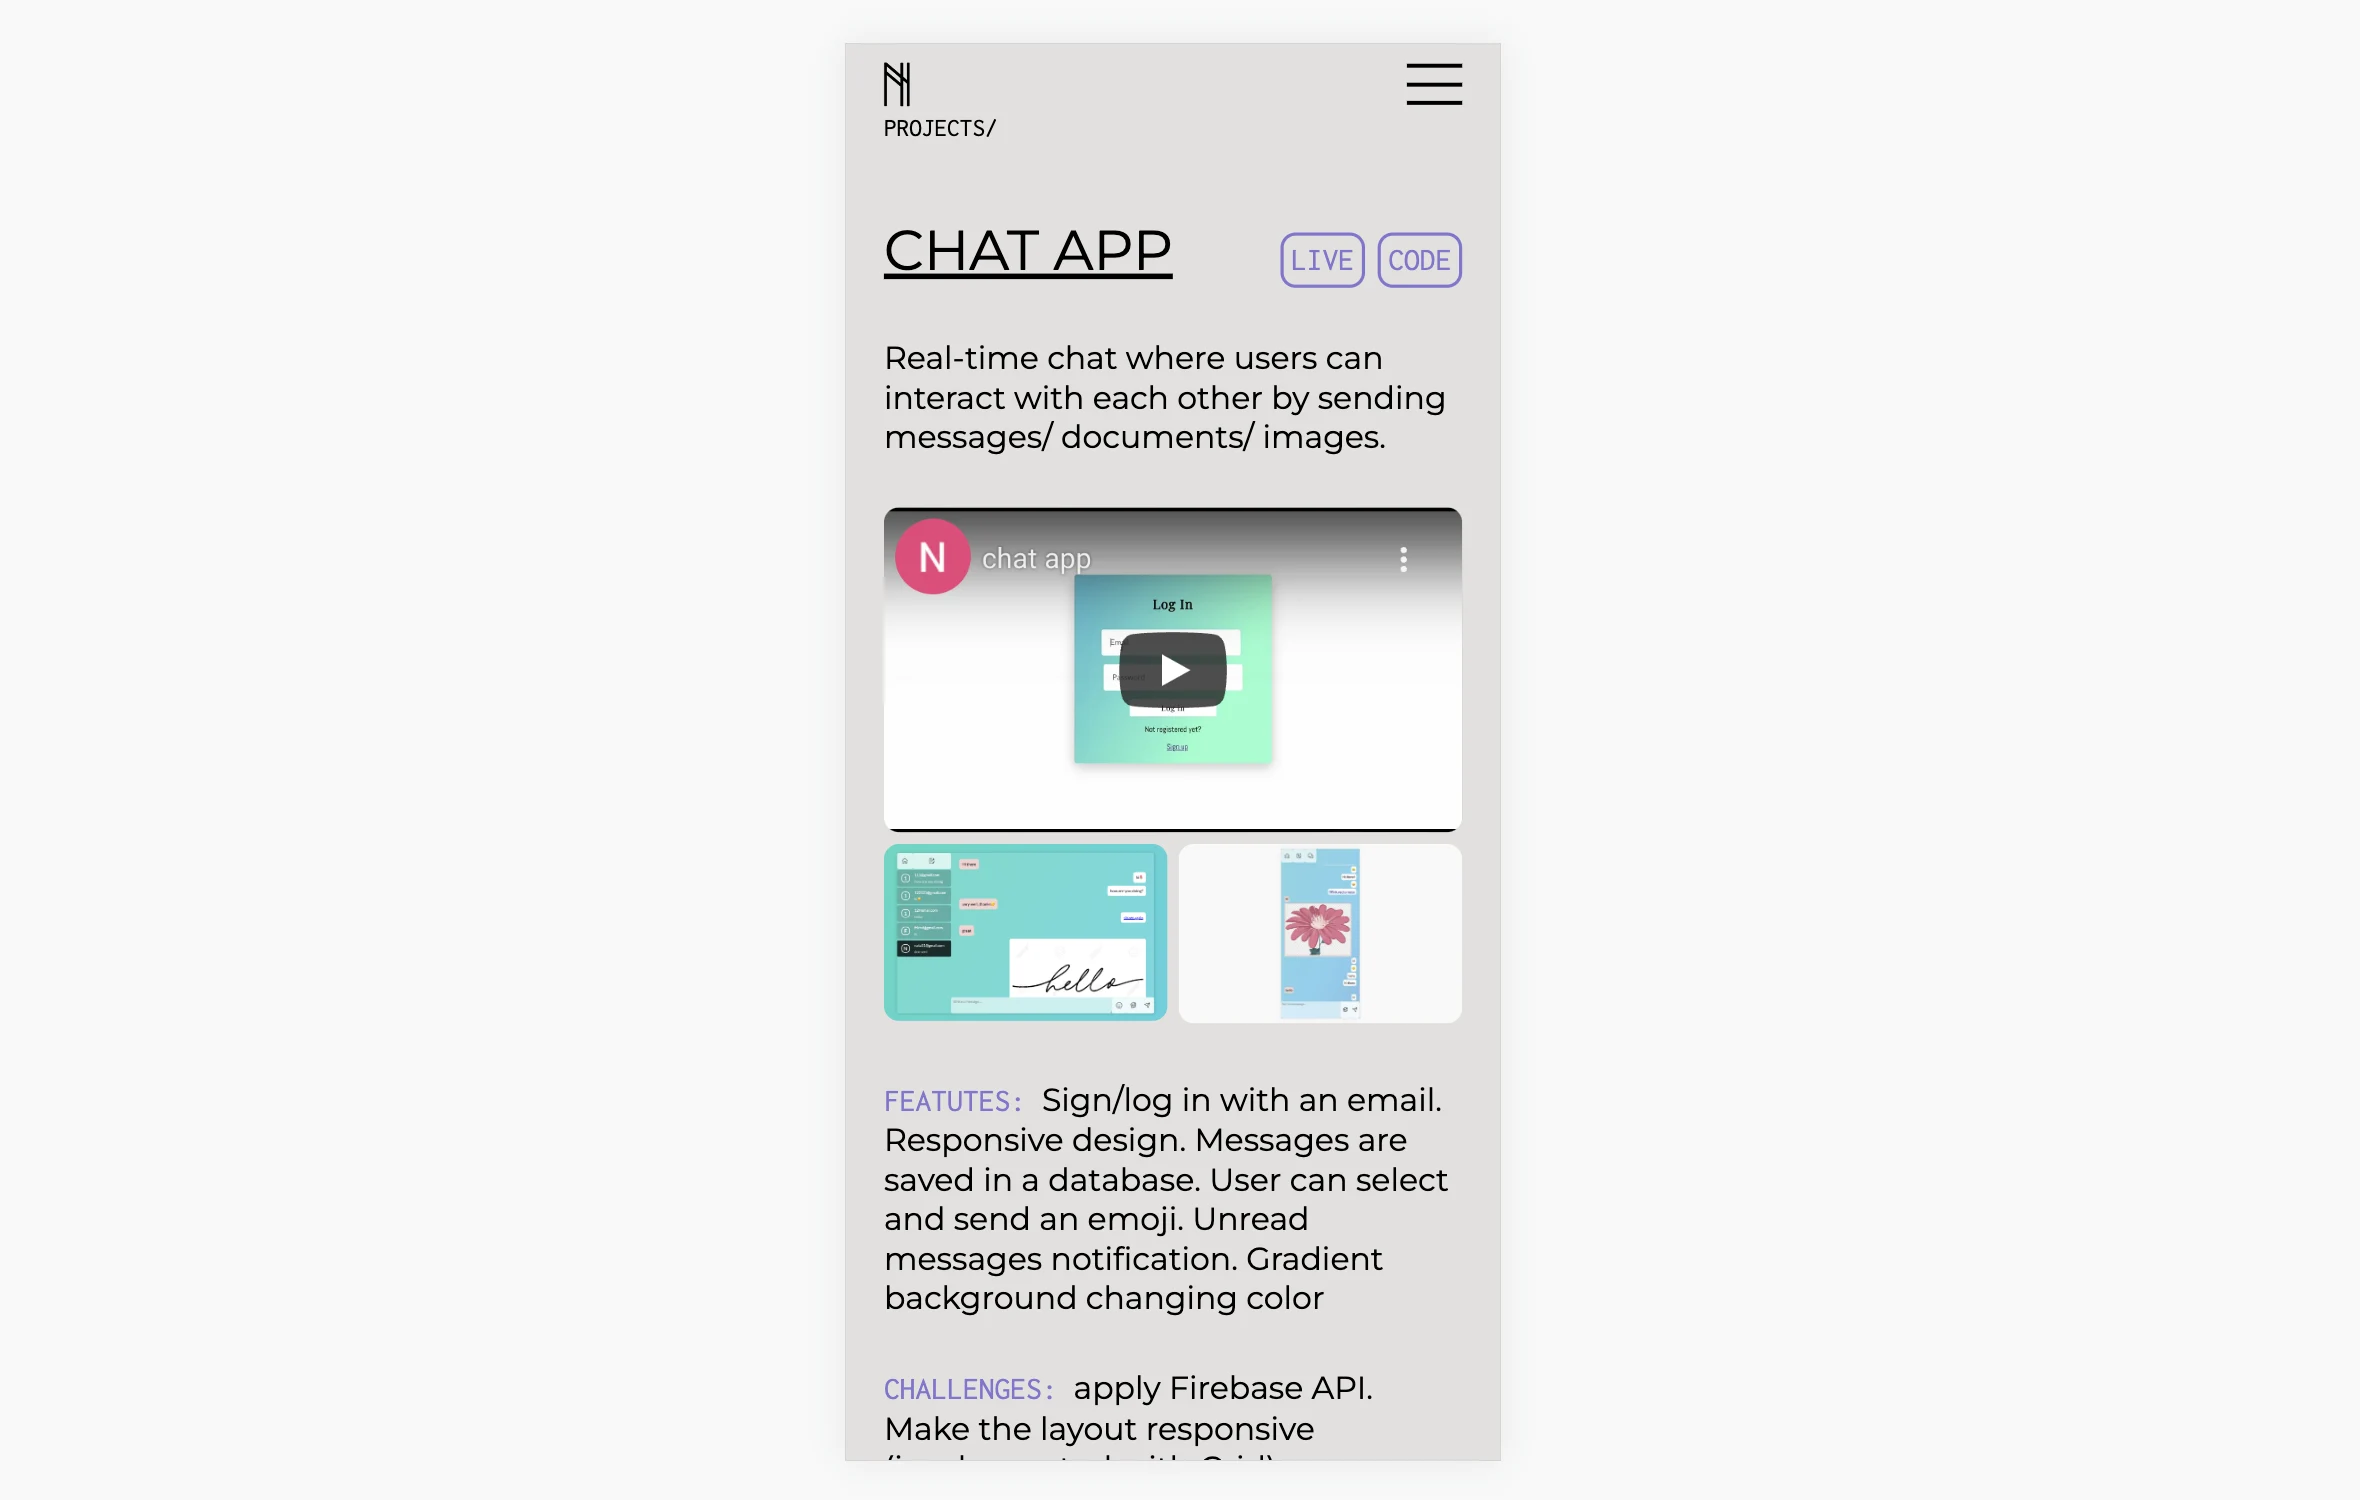 PROJECTS/
CHAT APP
LIVE
CODE
Real-time chat where users can
interact with each other by sending
messages/ documents/ images.
N
chat app
Log In
Log In
Not registered yet?
Sign up
hello
FEATUTES: Sign/log in with an email.
Responsive design. Messages are
saved in a database. User can select
and send an emoji. Unread
messages notification. Gradient
background changing color
CHALLENGES: apply Firebase API.
Make the layout responsive